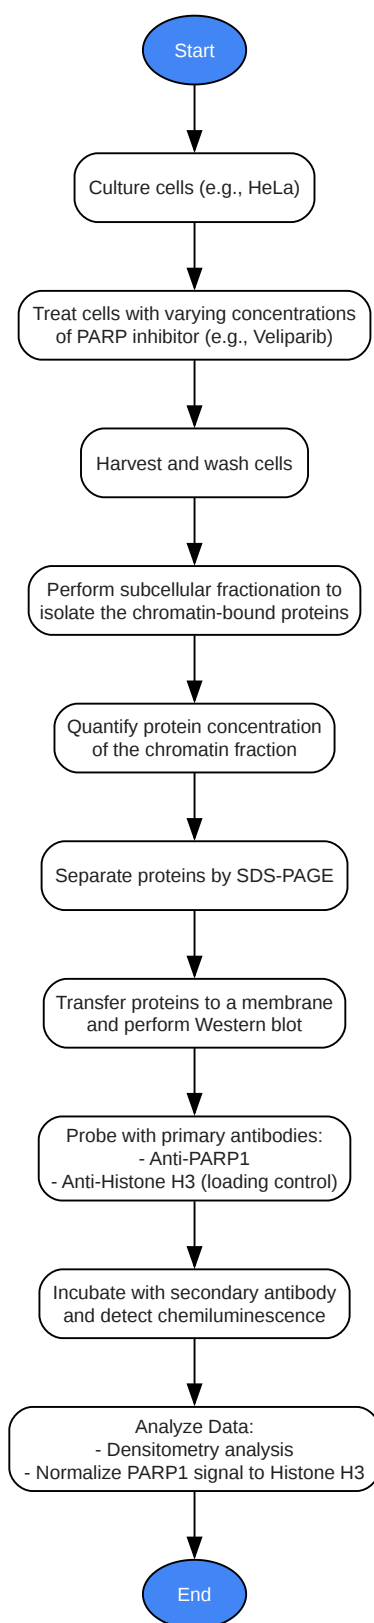 Start
Culture cells (e.g., HeLa)
Treat cells with varying concentrations
of PARP inhibitor (e.g., Veliparib)
Harvest and wash cells
Perform subcellular fractionation to
isolate the chromatin-bound proteins
Quantify protein concentration
of the chromatin fraction
Separate proteins by SDS-PAGE
Transfer proteins to a membrane
and perform Western blot
Probe with primary antibodies:
- Anti-PARP1
- Anti-Histone H3 (loading control)
Incubate with secondary antibody
and detect chemiluminescence
Analyze Data:
- Densitometry analysis
- Normalize PARP1 signal to Histone H3
End